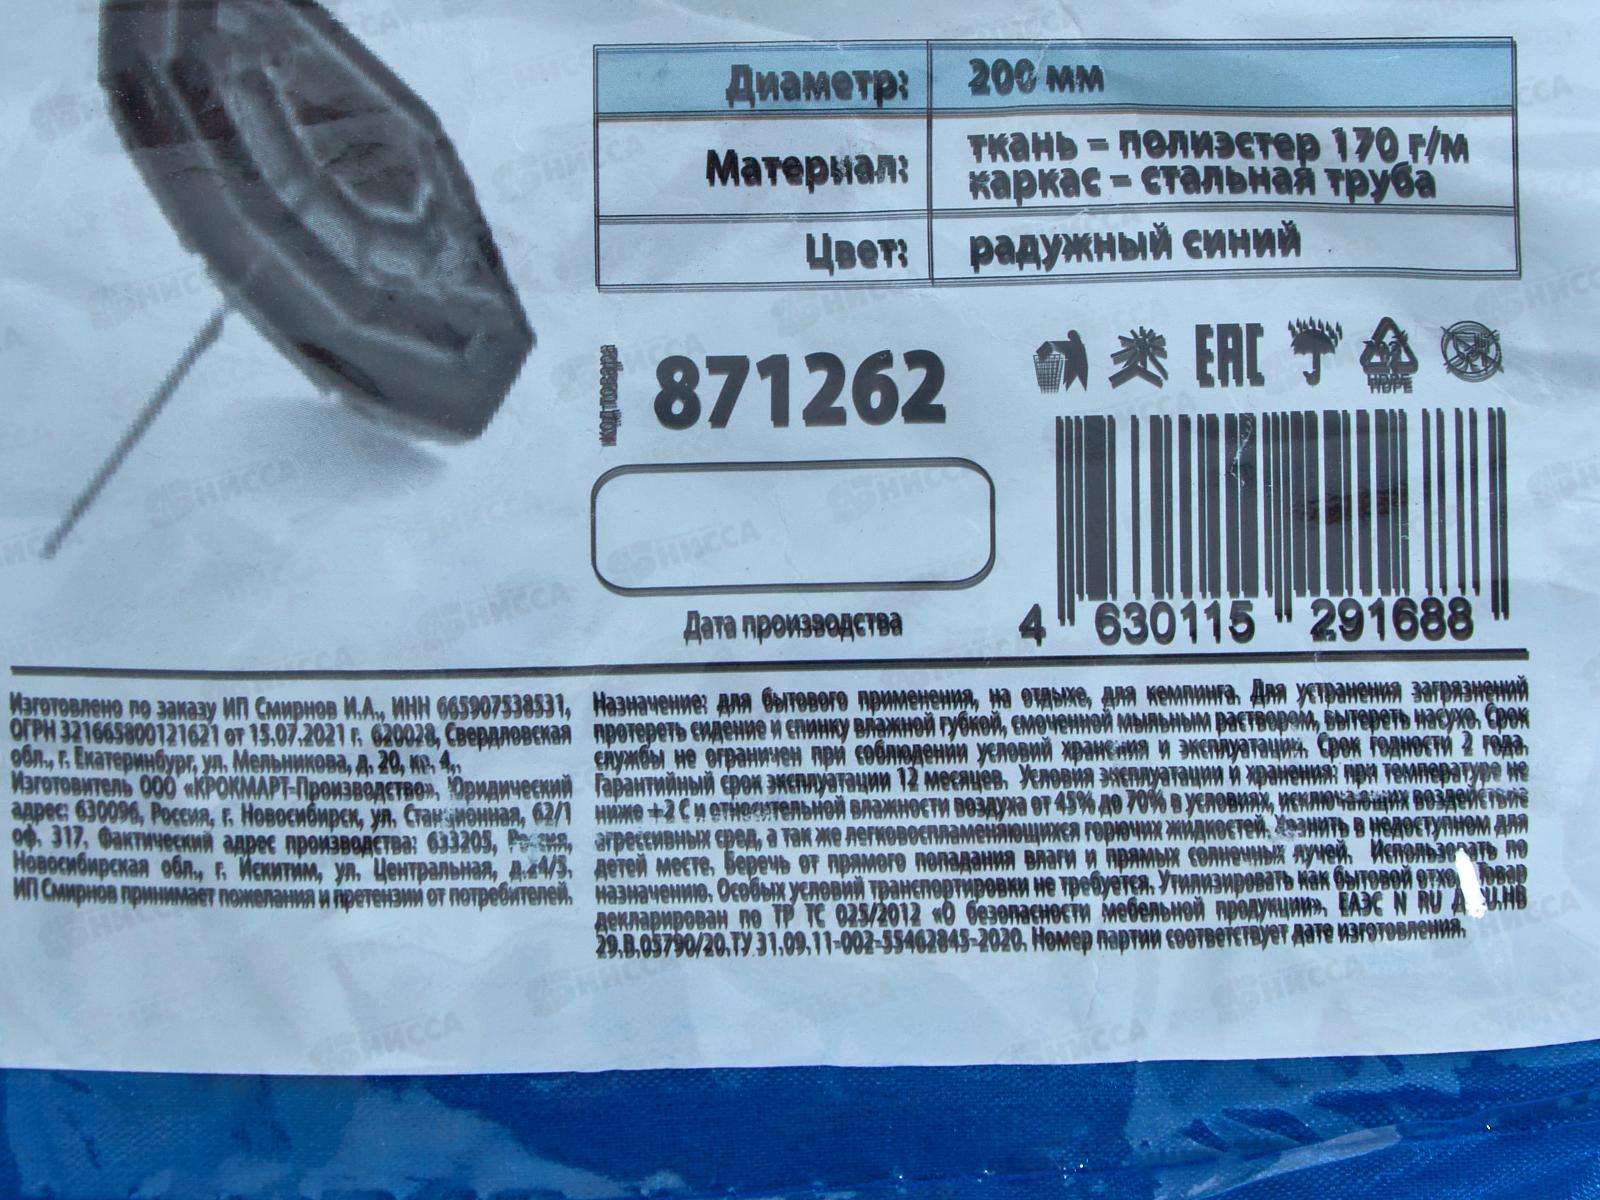 Диаметр: 200 мм
Материал: ткань – полиэстер 170 г/м
каркас – стальная труба
Цвет: радужный синий
код товара 871262
EAC
HDPE
Дата производства
4 630115 291688
Изготовлено по заказу ИП Смирнов И.А., ИНН 665907538531,
ОГРН 321665800121621 от 15.07.2021 г. 620028, Свердловская
обл., г. Екатеринбург, ул. Мельникова, д. 20, кв. 4.
Изготовитель ООО «КРОКМАРТ-Производство», Юридический
адрес: 630096, Россия, г. Новосибирск, ул. Станционная, 62/1
оф. 317. Фактический адрес производства: 633205, Россия,
Новосибирская обл., г. Искитим, ул. Центральная, д.24/5.
ИП Смирнов принимает пожелания и претензии от потребителей.
Назначение: для бытового применения, на отдыхе, для кемпинга. Для устранения загрязнений
протереть сидение и спинку влажной губкой, смоченной мыльным раствором, вытереть насухо. Срок
службы не ограничен при соблюдении условий хранения и эксплуатации. Срок годности 2 года.
Гарантийный срок эксплуатации 12 месяцев. Условия эксплуатации и хранения: при температуре не
ниже +2 С и относительной влажности воздуха от 45% до 70% в условиях, исключающих воздействие
агрессивных сред, а так же легковоспламеняющихся горючих жидкостей. Хранить в недоступном для
детей месте. Беречь от прямого попадания влаги и прямых солнечных лучей. Использовать по
назначению. Особых условий транспортировки не требуется. Утилизировать как бытовой отход. Товар
декларирован по ТР ТС 025/2012 «О безопасности мебельной продукции». ЕАЭС N RU
29.В.05790/20.ТУ 31.09.11-002-55462845-2020. Номер партии соответствует дате изготовления.